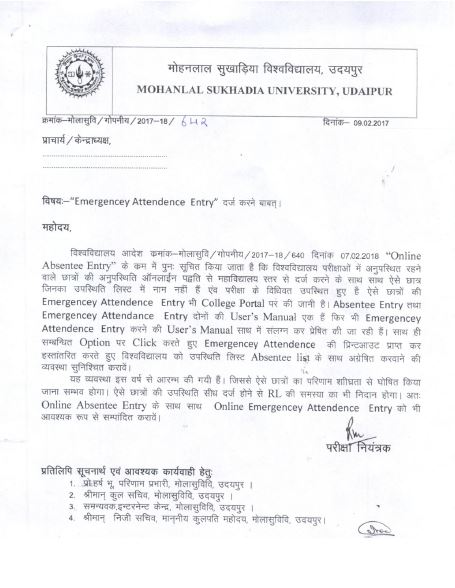 मोहनलाल सुखाड़िया विश्वविद्यालय, उदयपुर
MOHANLAL SUKHADIA UNIVERSITY, UDAIPUR
क्रमांक–मोलासुवि / गोपनीय / 2017-18 / 642 दिनांक– 09.02.2017
प्राचार्य / केन्द्राध्यक्ष,
विषय:–"Emergencey Attendence Entry" दर्ज करने बाबत्।
महोदय,
विश्वविद्यालय आदेश कमांक–मोलासुवि/गोपनीय/2017-18/640 दिनांक 07.02.2018 "Online
Absentee Entry" के कम में पुनः सूचित किया जाता है कि विश्वविद्यालय परीक्षाओं में अनुपस्थित रहने
वाले छात्रों की अनुपस्थिति ऑनलाईन पद्वति से महाविद्यालय स्तर से दर्ज करने के साथ साथ ऐसे छात्र
जिनका उपस्थिति लिस्ट में नाम नहीं हैं एंव परीक्षा के विधिवत उपस्थित हुए है ऐसे छात्रों की
Emergencey Attendence Entry भी College Portal पर की जानी है। Absentee Entry तथा
Emergencey Attendance Entry दोनों की User's Manual एक हैं फिर भी Emergencey
Attendence Entry करने की User's Manual साथ में संलग्न कर प्रेषित की जा रही हैं। साथ ही
सम्बन्धित Option पर Click करते हुए Emergencey Attendence की प्रिन्टआउट प्राप्त कर
हस्तांतरित करते हुए विश्वविद्यालय को उपस्थिति लिस्ट Absentee list के साथ अग्रेषित करवाने की
व्यवस्था सुनिश्चित करावें।
यह व्यवस्था इस वर्ष से आरम्भ की गयी हैं। जिससे ऐसे छात्रों का परिणाम शीघ्रता से घोषित किया
जाना सम्भव होगा। ऐसे छात्रों की उपस्थिति सीध दर्ज होने से RL की समस्या का भी निदान होगा। अतः
Online Absentee Entry के साथ साथ Online Emergencey Attendence Entry को भी
आवश्यक रूप से सम्पादित करावें।
परीक्षा नियंत्रक
प्रतिलिपि सूचनार्थ एवं आवश्यक कार्यवाही हेतुः
1. प्रो.हर्ष भू, परिणाम प्रभारी, मोलासुविवि, उदयपुर ।
2. श्रीमान् कुल सचिव, मोलासुविवि, उदयपुर ।
3. समन्यवक,इन्टरनेट केन्द्र, मोलासुविवि, उदयपुर ।
4. श्रीमान् निजी सचिव, माननीय कुलपति महोदय, मोलासुविवि, उदयपुर।